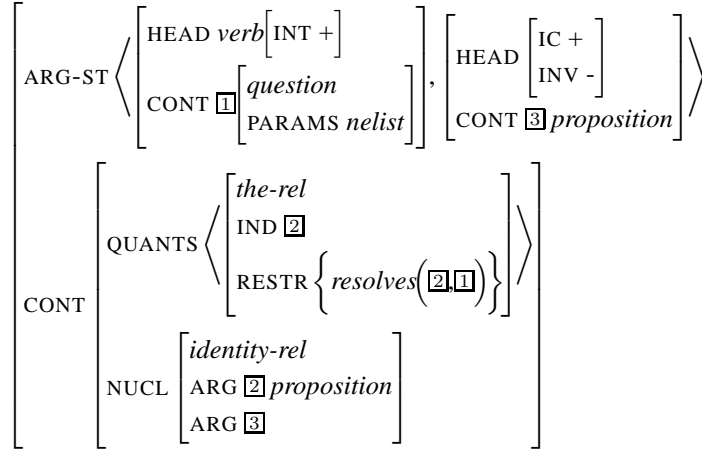 HEAD verb[INT +]
ARG-ST ⟨ CONT 1 [question PARAMS nelist] , HEAD [IC + INV -] CONT 3 proposition ⟩
the-rel
QUANTS ⟨ IND 2 ⟩
RESTR {resolves(2,1)}
CONT
identity-rel
NUCL ARG 2 proposition
ARG 3